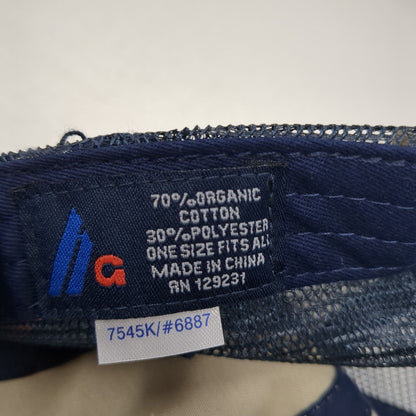 70% ORGANIC
COTTON
30% POLYESTER
ONE SIZE FITS ALL
MADE IN CHINA
RN 129231
G
7545K/#6887